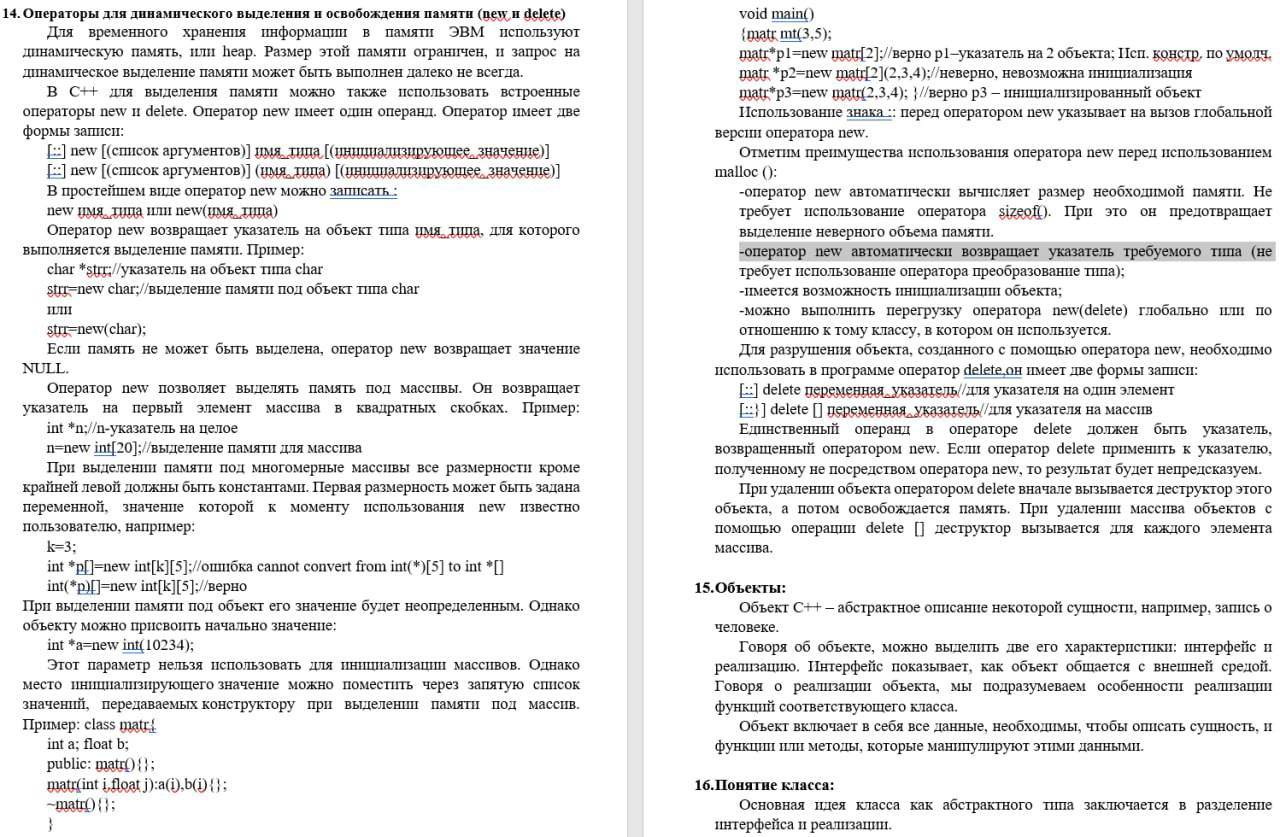 14. Операторы для динамического выделения и освобождения памяти (new и delete)
Для временного хранения информации в памяти ЭВМ используют
динамическую память, или heap. Размер этой памяти ограничен, и запрос на
динамическое выделение памяти может быть выполнен далеко не всегда.
В С++ для выделения памяти можно также использовать встроенные
операторы new и delete. Оператор new имеет один операнд. Оператор имеет две
формы записи:
[::] new [(список аргументов)] имя_типа [(инициализирующее_значение)]
[::] new [(список аргументов)] (имя_типа) [(инициализирующее_значение)]
В простейшем виде оператор new можно записать :
new имя_типа или new(имя_типа)
Оператор new возвращает указатель на объект типа имя_типа, для которого
выполняется выделение памяти. Пример:
char *strr;//указатель на объект типа char
strr=new char;//выделение памяти под объект типа char
или
strr=new(char);
Если память не может быть выделена, оператор new возвращает значение
NULL.
Оператор new позволяет выделять память под массивы. Он возвращает
указатель на первый элемент массива в квадратных скобках. Пример:
int *n;//n-указатель на целое
n=new int[20];//выделение памяти для массива
При выделении памяти под многомерные массивы все размерности кроме
крайней левой должны быть константами. Первая размерность может быть задана
переменной, значение которой к моменту использования new известно
пользователю, например:
k=3;
int *p[]=new int[k][5];//ошибка cannot convert from int(*)[5] to int *[]
int(*p)[]=new int[k][5];//верно
При выделении памяти под объект его значение будет неопределенным. Однако
объекту можно присвоить начально значение:
int *a=new int(10234);
Этот параметр нельзя использовать для инициализации массивов. Однако
место инициализирующего значение можно поместить через запятую список
значений, передаваемых конструктору при выделении памяти под массив.
Пример: class matr{
int a; float b;
public: matr(){};
matr(int i,float j):a(i),b(i){};
~matr(){};
}
void main()
{matr mt(3,5);
matr*p1=new matr[2];//верно p1–указатель на 2 объекта; Исп. констр. по умолч.
matr *p2=new matr[2](2,3,4);//неверно, невозможна инициализация
matr*p3=new matr(2,3,4); }//верно p3 – инициализированный объект
Использование знака :: перед оператором new указывает на вызов глобальной
версии оператора new.
Отметим преимущества использования оператора new перед использованием
malloc ():
-оператор new автоматически вычисляет размер необходимой памяти. Не
требует использование оператора sizeof(). При это он предотвращает
выделение неверного объема памяти.
-оператор new автоматически возвращает указатель требуемого типа (не
требует использование оператора преобразование типа);
-имеется возможность инициализации объекта;
-можно выполнить перегрузку оператора new(delete) глобально или по
отношению к тому классу, в котором он используется.
Для разрушения объекта, созданного с помощью оператора new, необходимо
использовать в программе оператор delete,он имеет две формы записи:
[::] delete переменная_указатель//для указателя на один элемент
[::}] delete [] переменная_указатель//для указателя на массив
Единственный операнд в операторе delete должен быть указатель,
возвращенный оператором new. Если оператор delete применить к указателю,
полученному не посредством оператора new, то результат будет непредсказуем.
При удалении объекта оператором delete вначале вызывается деструктор этого
объекта, а потом освобождается память. При удалении массива объектов с
помощью операции delete [] деструктор вызывается для каждого элемента
массива.
15.Объекты:
Объект С++ – абстрактное описание некоторой сущности, например, запись о
человеке.
Говоря об объекте, можно выделить две его характеристики: интерфейс и
реализацию. Интерфейс показывает, как объект общается с внешней средой.
Говоря о реализации объекта, мы подразумеваем особенности реализации
функций соответствующего класса.
Объект включает в себя все данные, необходимы, чтобы описать сущность, и
функции или методы, которые манипулируют этими данными.
16.Понятие класса:
Основная идея класса как абстрактного типа заключается в разделение
интерфейса и реализации.